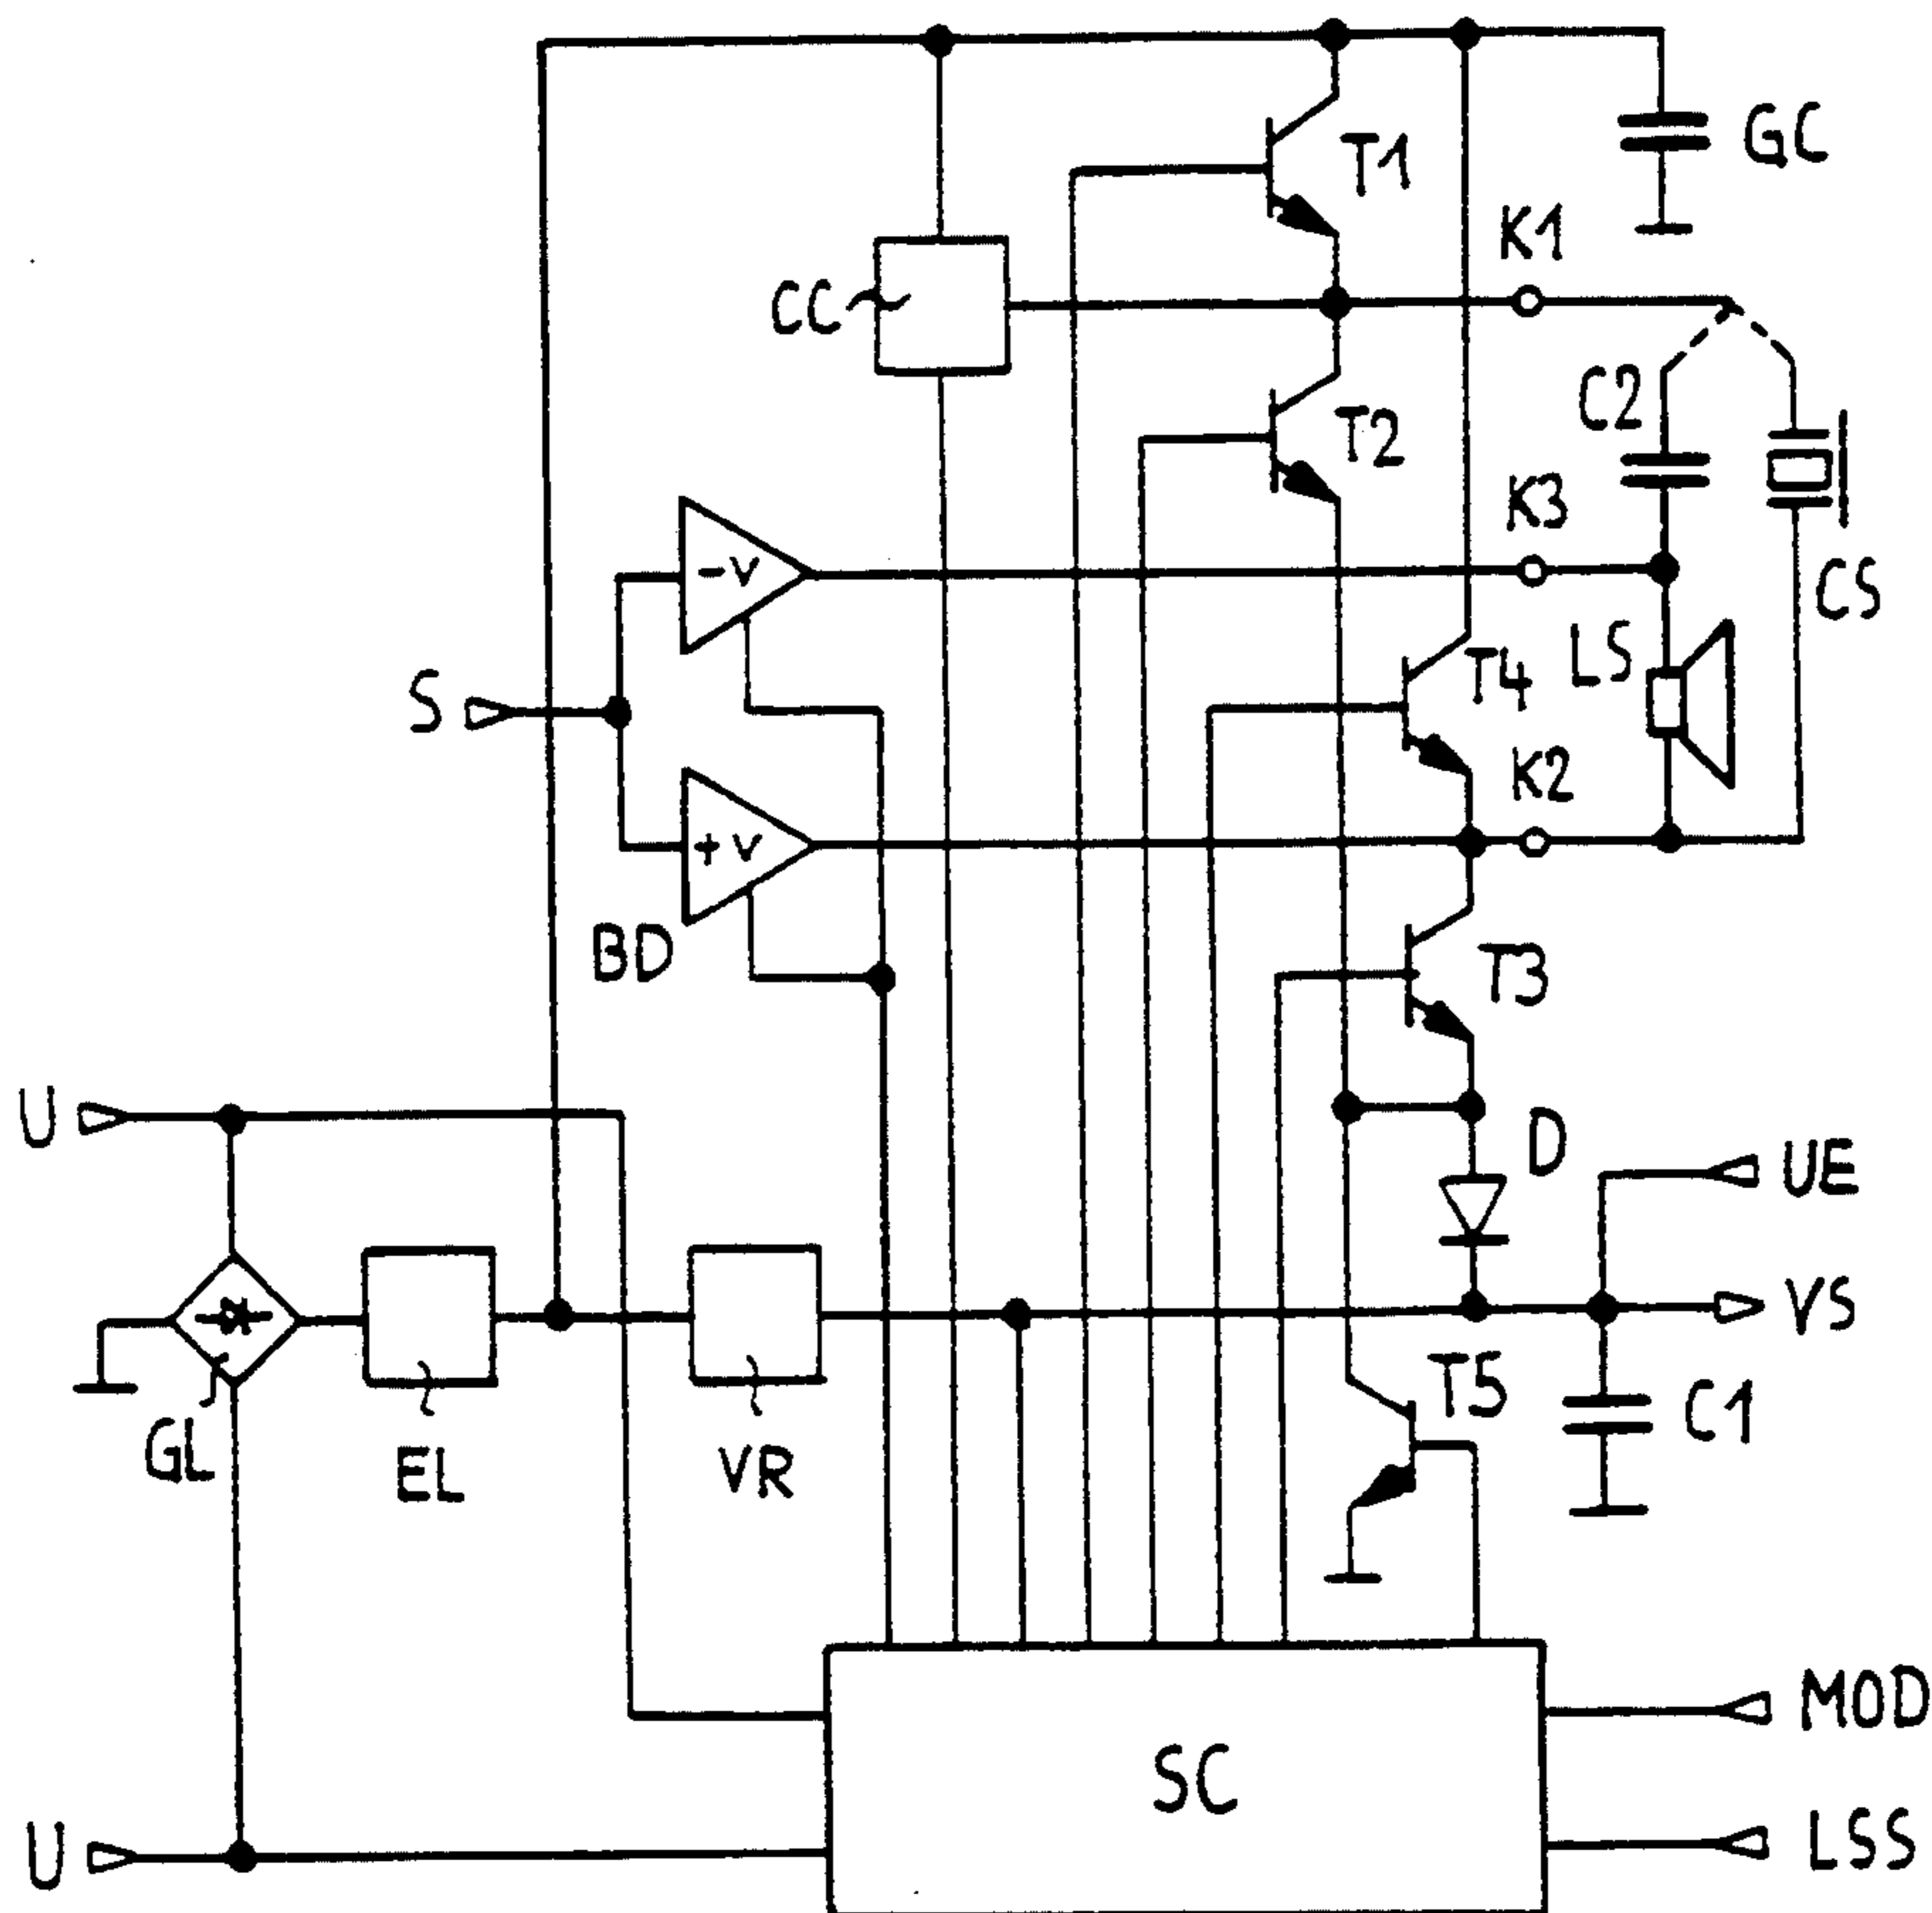 GC
T1
K1
CC
C2
T2
K3
-V
CS
S
T4
LS
K2
+V
BD
T3
U
D
UE
VS
T5
C1
GL
EL
VR
MOD
SC
U
LSS